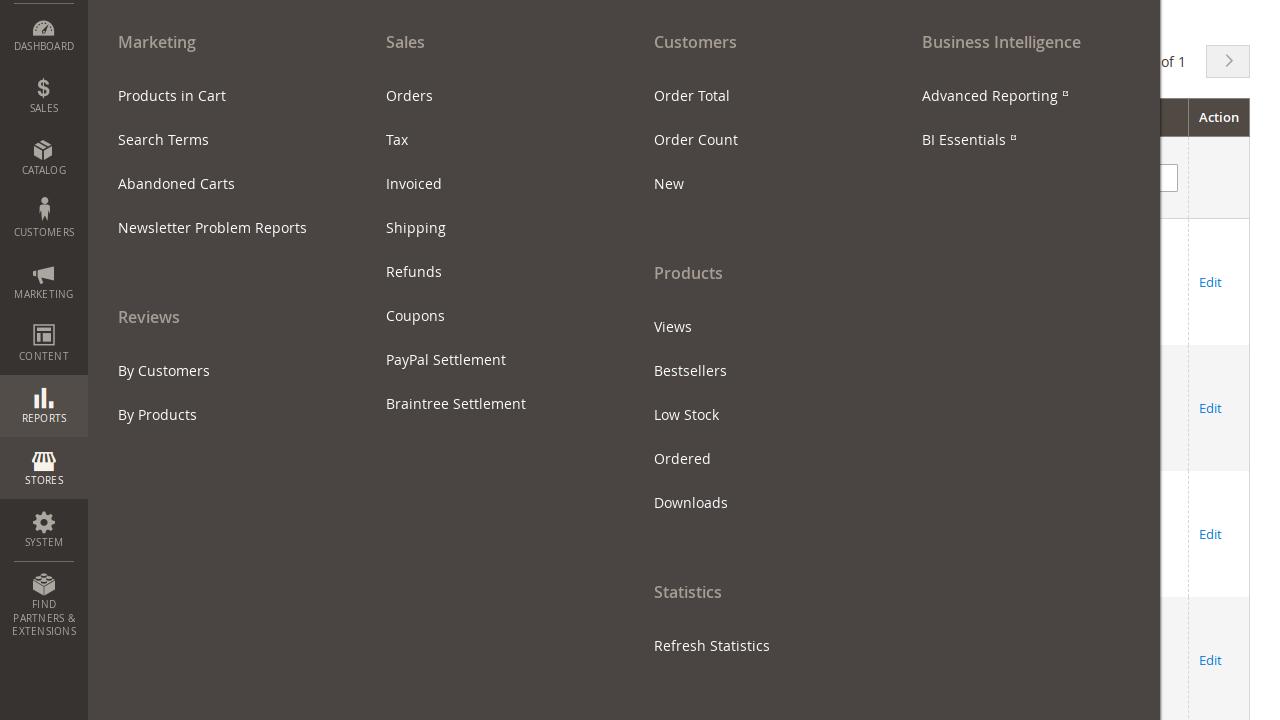 DASHBOARD
SALES
CATALOG
CUSTOMERS
MARKETING
CONTENT
REPORTS
STORES
SYSTEM
FIND
PARTNERS &
EXTENSIONS
Marketing
Products in Cart
Search Terms
Abandoned Carts
Newsletter Problem Reports
Reviews
By Customers
By Products
Sales
Orders
Tax
Invoiced
Shipping
Refunds
Coupons
PayPal Settlement
Braintree Settlement
Customers
Order Total
Order Count
New
Products
Views
Bestsellers
Low Stock
Ordered
Downloads
Statistics
Refresh Statistics
Business Intelligence
Advanced Reporting
BI Essentials
of 1
Action
Edit
Edit
Edit
Edit